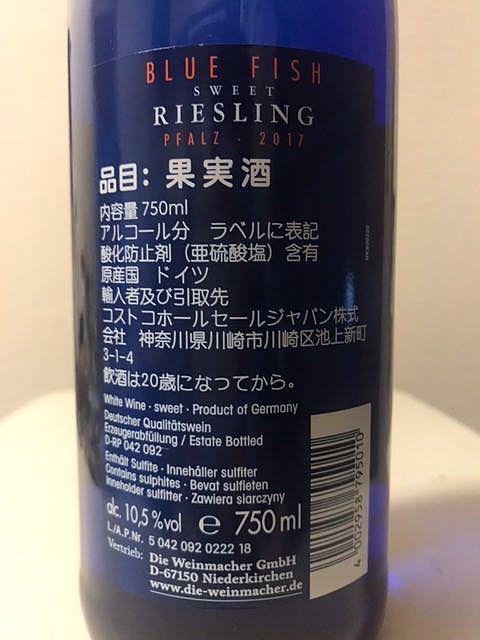 BLUE FISH
SWEET
RIESLING
PFALZ · 2017
品目: 果実酒
内容量 750ml
アルコール分　ラベルに表記
酸化防止剤（亜硫酸塩）含有
原産国　ドイツ
輸入者及び引取先
コストコホールセールジャパン株式
会社　神奈川県川崎市川崎区池上新町
3-1-4
飲酒は20歳になってから。
White Wine · sweet · Product of Germany
Deutscher Qualitätswein
Erzeugerabfüllung / Estate Bottled
D-RP 042 092
Enthält Sulfite · Innehåller sulfiter
Contains sulphites · Bevat sulfieten
Inneholder sulfitter · Zawiera siarczyny
alc. 10,5 %vol ℮ 750 ml
L./A.P.Nr. 5 042 092 0222 18
Vertrieb: Die Weinmacher GmbH
D-67150 Niederkirchen
www.die-weinmacher.de
4 002958 795010